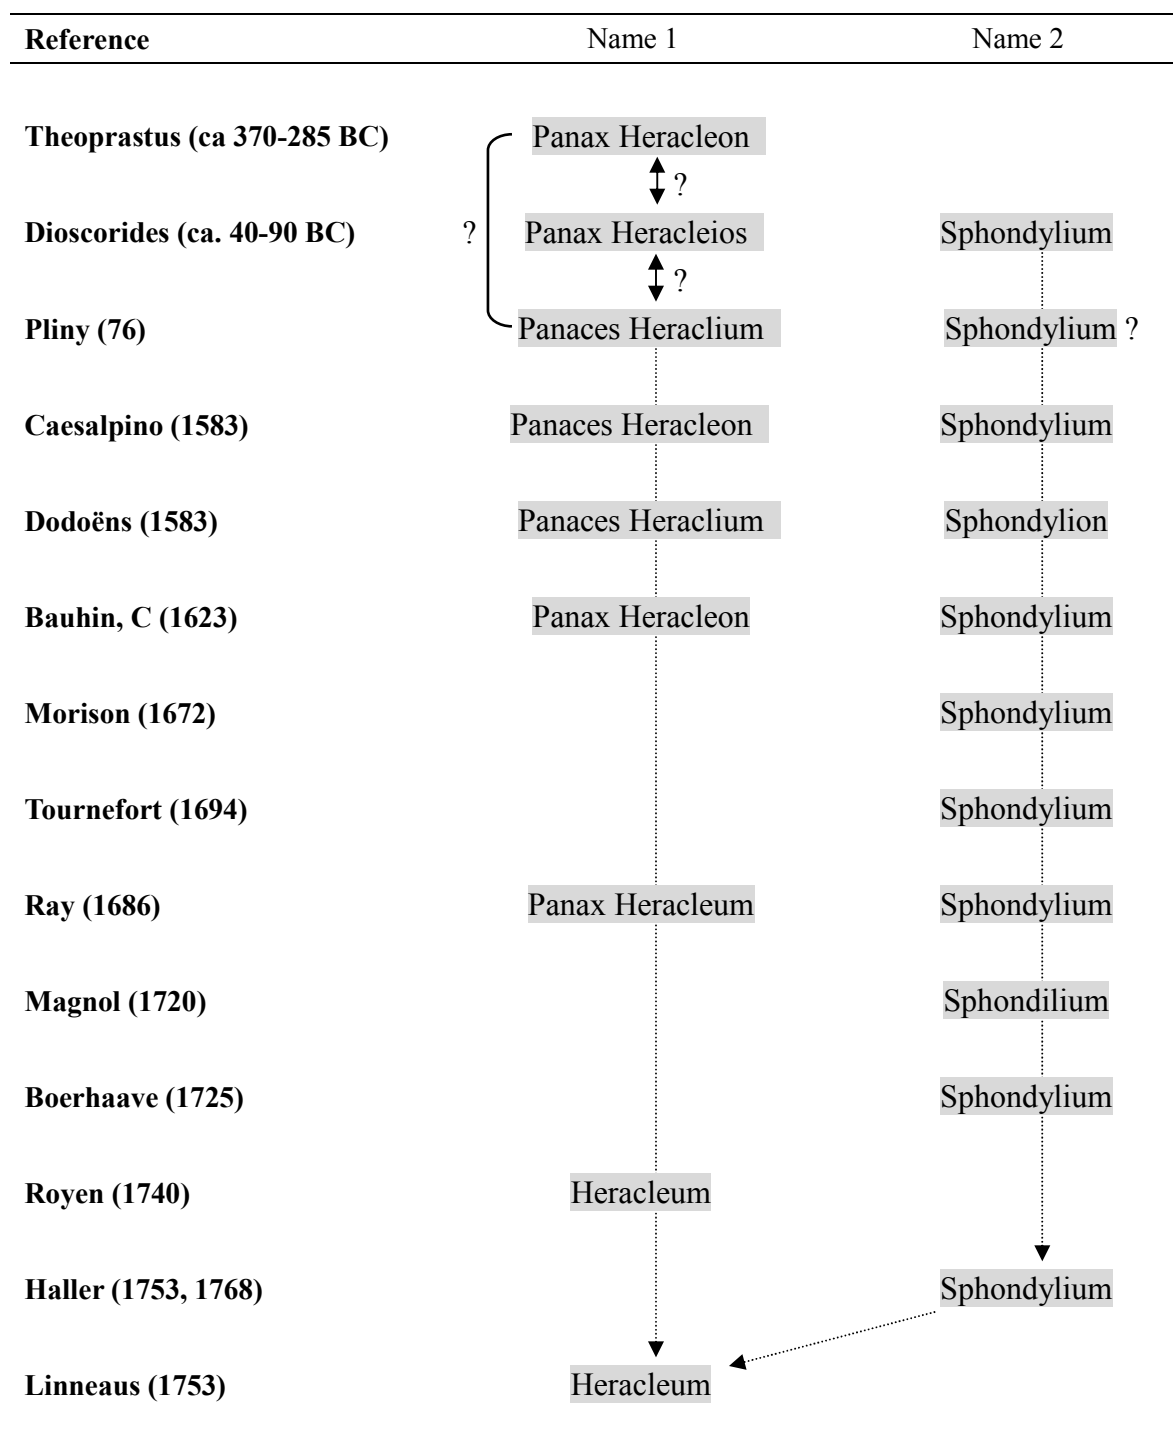 Reference Name 1 Name 2
Theoprastus (ca 370-285 BC) Panax Heracleon
?
Dioscorides (ca. 40-90 BC) ? Panax Heracleios Sphondylium
?
Pliny (76) Panaces Heraclium Sphondylium ?
Caesalpino (1583) Panaces Heracleon Sphondylium
Dodoëns (1583) Panaces Heraclium Sphondylion
Bauhin, C (1623) Panax Heracleon Sphondylium
Morison (1672) Sphondylium
Tournefort (1694) Sphondylium
Ray (1686) Panax Heracleum Sphondylium
Magnol (1720) Sphondilium
Boerhaave (1725) Sphondylium
Royen (1740) Heracleum
Haller (1753, 1768) Sphondylium
Linneaus (1753) Heracleum